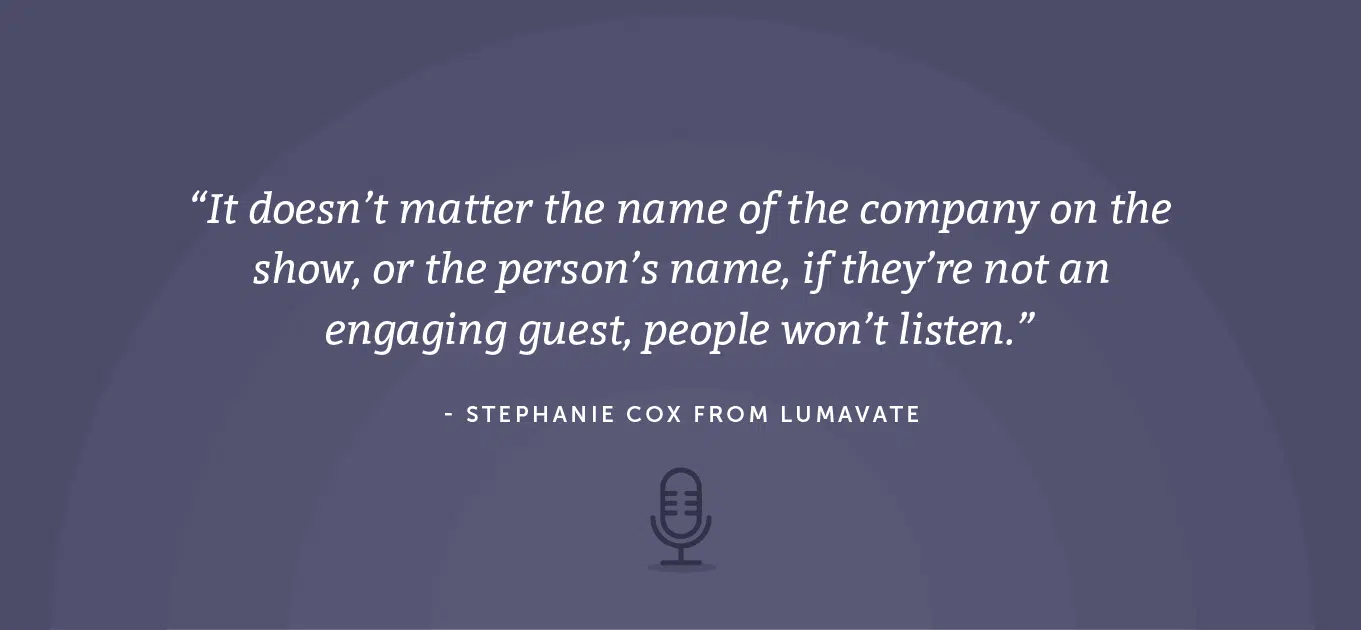 “It doesn’t matter the name of the company on the
show, or the person’s name, if they’re not an
engaging guest, people won’t listen.”
- STEPHANIE COX FROM LUMAVATE